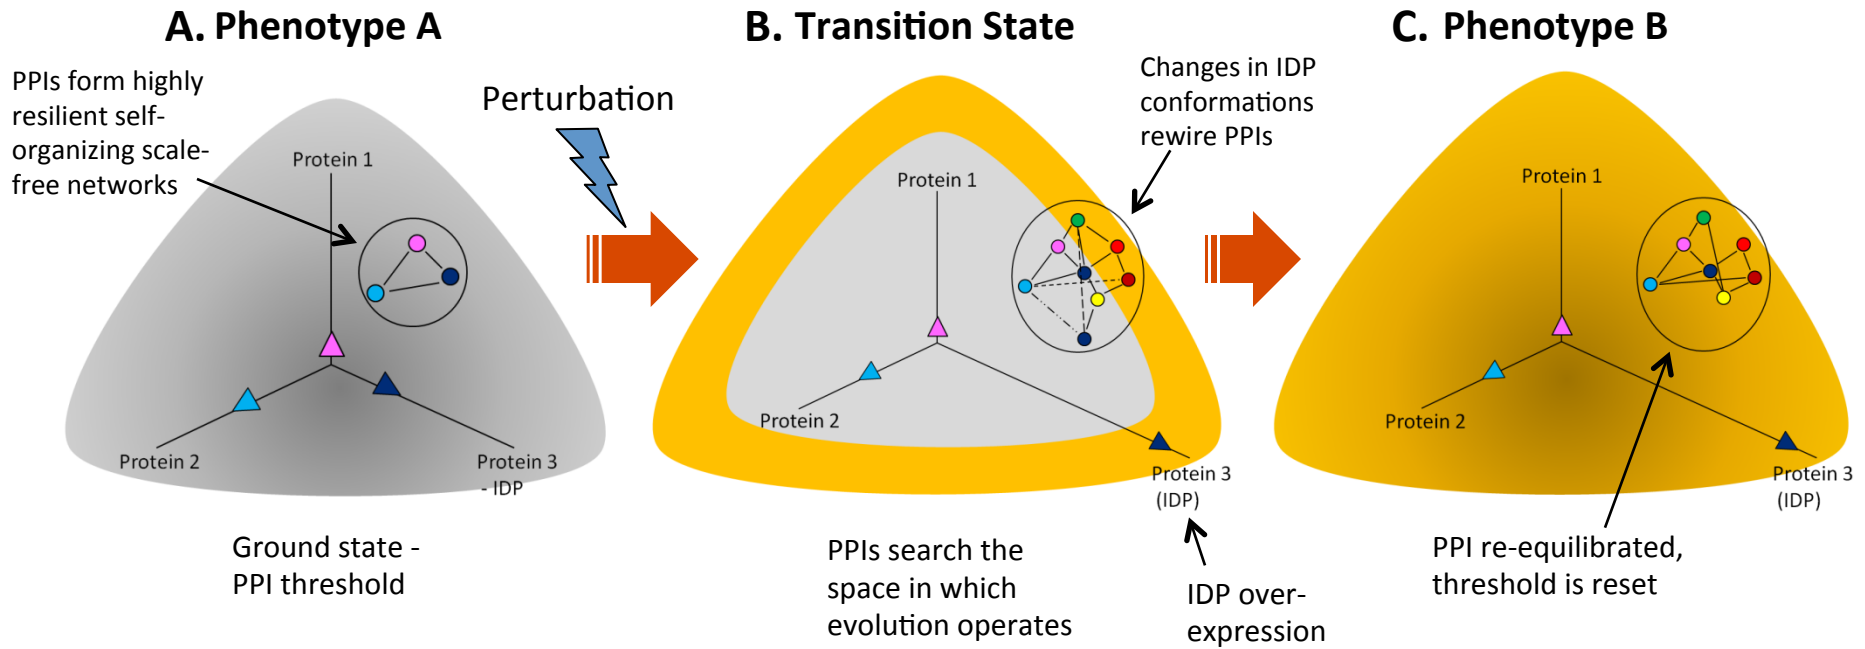 A. Phenotype A
PPIs form highly
resilient self-
organizing scale-
free networks
Protein 1
Protein 2
Protein 3
- IDP
Ground state -
PPI threshold
Perturbation
B. Transition State
Changes in IDP
conformations
rewire PPIs
Protein 1
Protein 2
Protein 3
(IDP)
PPIs search the
space in which
evolution operates
IDP over-
expression
C. Phenotype B
Protein 1
Protein 2
Protein 3
(IDP)
PPI re-equilibrated,
threshold is reset